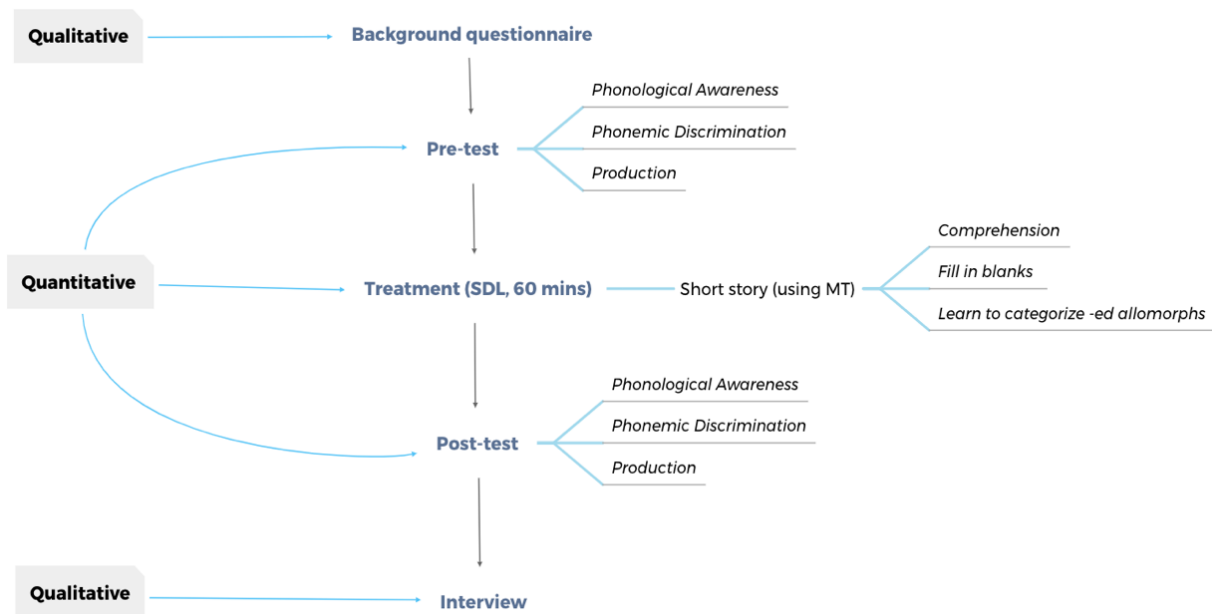 Qualitative
Background questionnaire
Phonological Awareness
Pre-test
Phonemic Discrimination
Production
Quantitative
Treatment (SDL, 60 mins)
Short story (using MT)
Comprehension
Fill in blanks
Learn to categorize -ed allomorphs
Phonological Awareness
Post-test
Phonemic Discrimination
Production
Qualitative
Interview